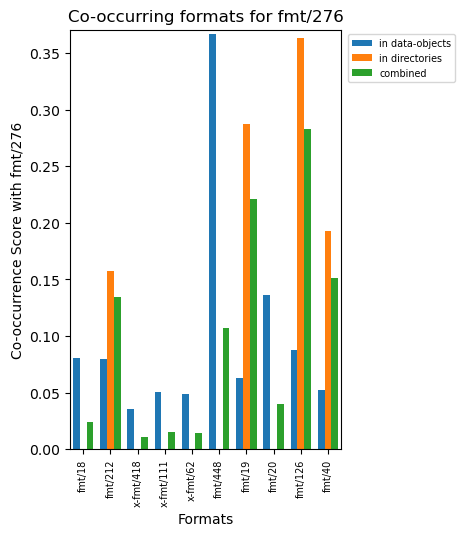 Co-occurring formats for fmt/276
in data-objects
in directories
combined
Co-occurrence Score with fmt/276
0.35
0.30
0.25
0.20
0.15
0.10
0.05
0.00
fmt/18
fmt/212
x-fmt/418
x-fmt/111
x-fmt/62
fmt/448
fmt/19
fmt/20
fmt/126
fmt/40
Formats